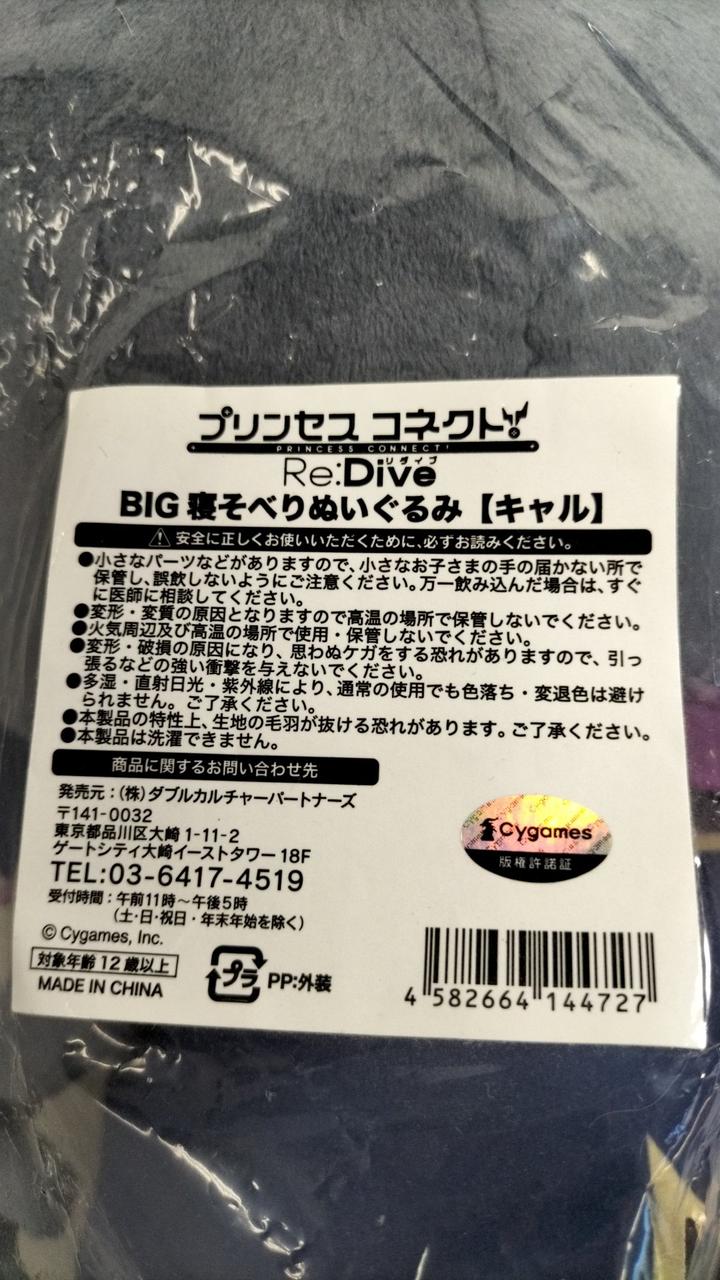 プリンセス コネクト!
PRINCESS CONNECT!
Re:Dive
リダイブ
BIG 寝そべりぬいぐるみ【キャル】
安全に正しくお使いいただくために、必ずお読みください。
●小さなパーツなどがありますので、小さなお子さまの手の届かない所で
保管し、誤飲しないようにご注意ください。万一飲み込んだ場合は、すぐ
に医師に相談してください。
●変形・変質の原因となりますので高温の場所で保管しないでください。
●火気周辺及び高温の場所で使用・保管しないでください。
●変形・破損の原因になり、思わぬケガをする恐れがありますので、引っ
張るなどの強い衝撃を与えないでください。
●多湿・直射日光・紫外線により、通常の使用でも色落ち・変退色は避け
られません。ご了承ください。
●本製品の特性上、生地の毛羽が抜ける恐れがあります。ご了承ください。
●本製品は洗濯できません。
商品に関するお問い合わせ先
発売元：(株)ダブルカルチャーパートナーズ
〒141-0032
東京都品川区大崎1-11-2
ゲートシティ大崎イーストタワー18F
TEL:03-6417-4519
受付時間：午前11時～午後5時
(土・日・祝日・年末年始を除く)
© Cygames, Inc.
対象年齢12歳以上
MADE IN CHINA
プラ
PP:外装
Cygames
版権許諾証
4 582664 144727